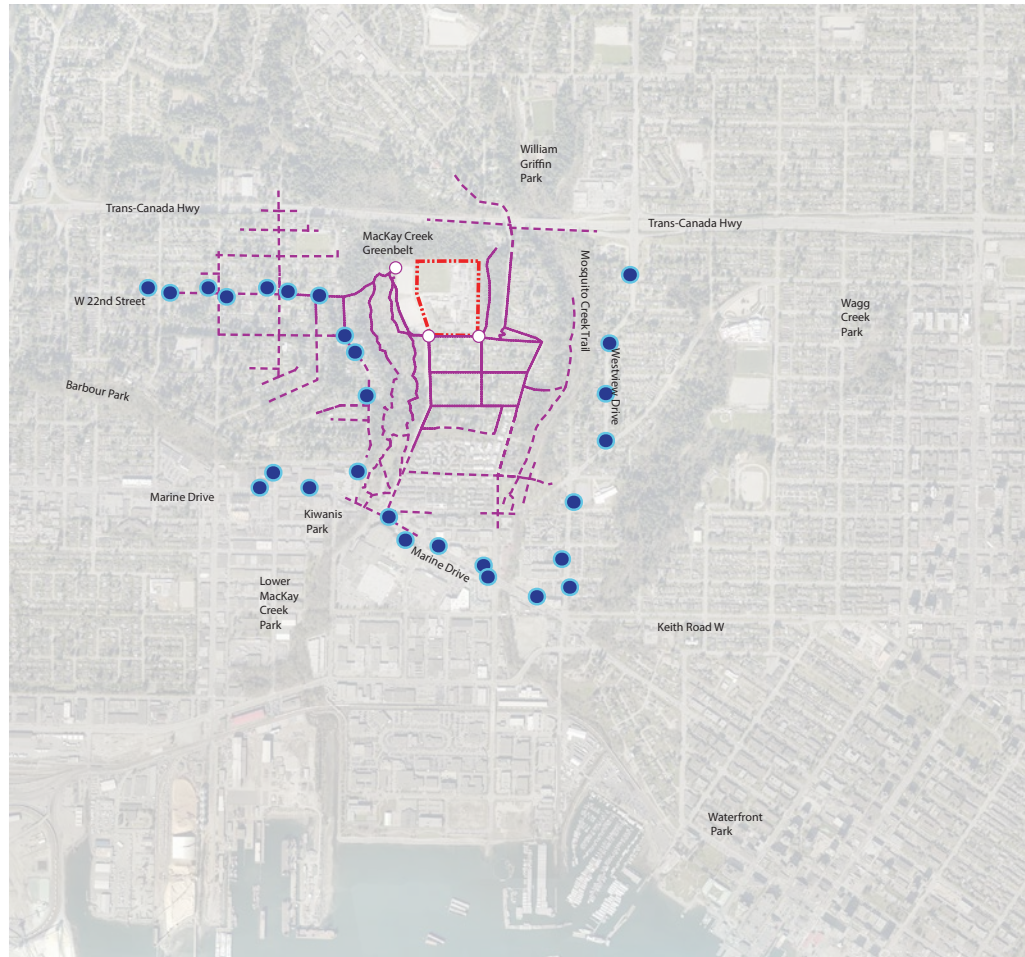 William
Griffin
Park
Trans-Canada Hwy
Trans-Canada Hwy
MacKay Creek
Greenbelt
Mosquito Creek Trail
W 22nd Street
Wagg
Creek
Park
Westview Drive
Barbour Park
Marine Drive
Kiwanis
Park
Marine Drive
Lower
MacKay
Creek
Park
Keith Road W
Waterfront
Park